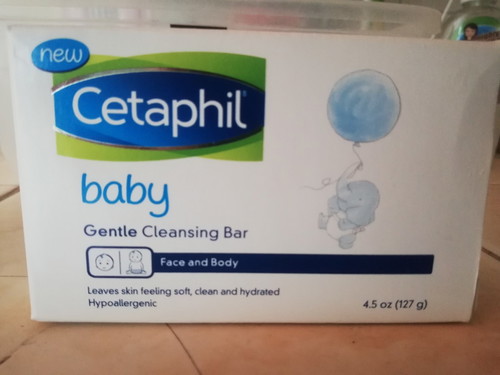 new
Cetaphil
baby
Gentle Cleansing Bar
Face and Body
Leaves skin feeling soft, clean and hydrated
Hypoallergenic
4.5 oz (127 g)